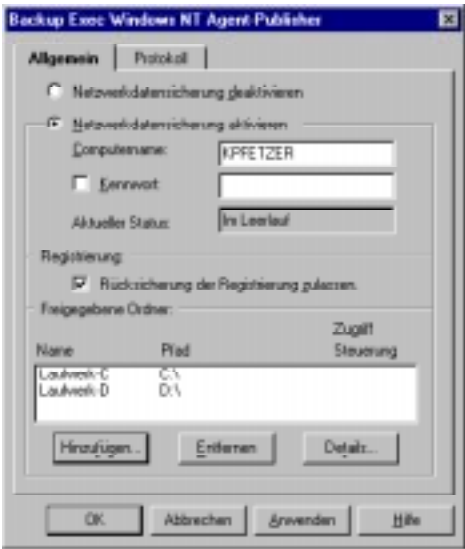 Backup Exec Windows NT Agent-Publisher
Allgemein Protokoll
Netzwerkdatensicherung deaktivieren
Netzwerkdatensicherung aktivieren
Computername: KPFETZER
Kennwort:
Aktueller Status: Im Leerlauf
Registrierung:
Rücksicherung der Registrierung zulassen.
Freigegebene Ordner:
Zugriff
Name Pfad Steuerung
Laufwerk-C C:\
Laufwerk-D D:\
Hinzufügen... Entfernen Details...
OK Abbrechen Anwenden Hilfe